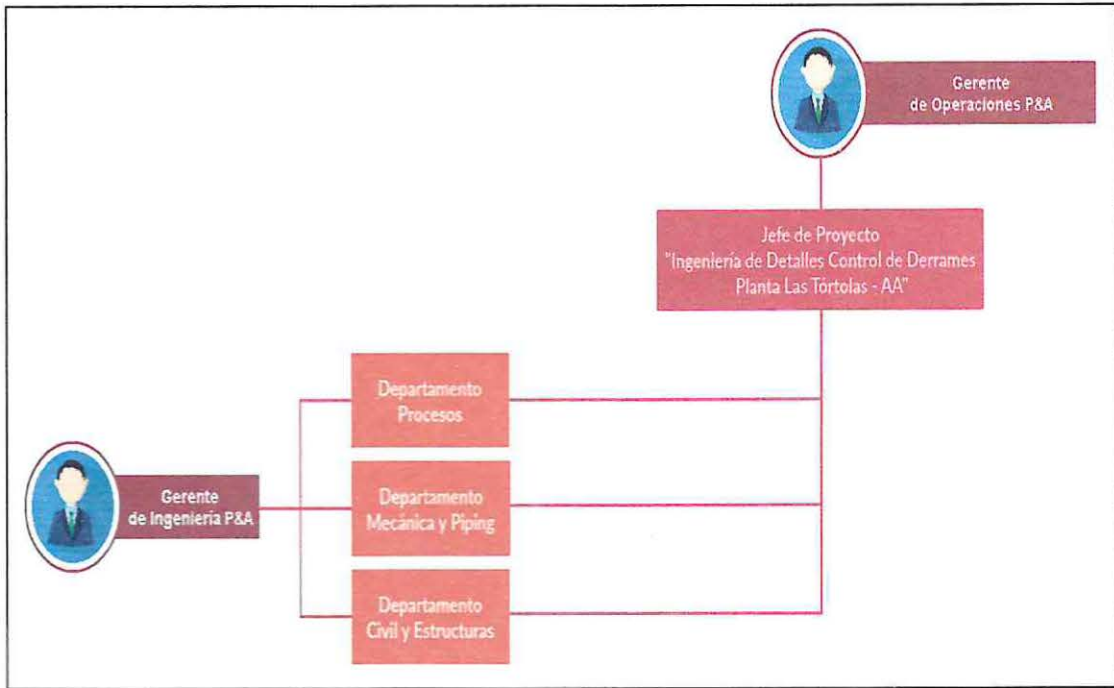 Gerente
de Operaciones P&A
Jefe de Proyecto
"Ingeniería de Detalles Control de Derrames
Planta Las Tórtolas - AA"
Departamento
Procesos
Gerente
de Ingeniería P&A
Departamento
Mecánica y Piping
Departamento
Civil y Estructuras